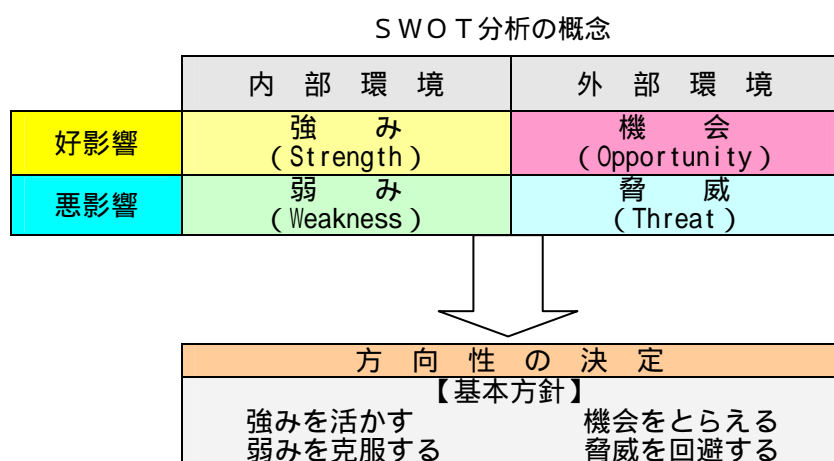 ＳＷＯＴ分析の概念
内部環境 外部環境
好影響 強み 機会
(Strength) (Opportunity)
悪影響 弱み 脅威
(Weakness) (Threat)
方向性の決定
【基本方針】
強みを活かす 機会をとらえる
弱みを克服する 脅威を回避する